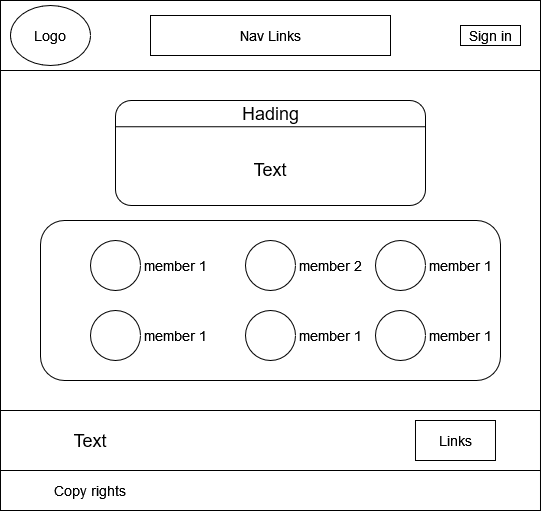 Logo
Nav Links
Sign in
Hading
Text
member 1
member 2
member 1
member 1
member 1
member 1
Text
Links
Copy rights